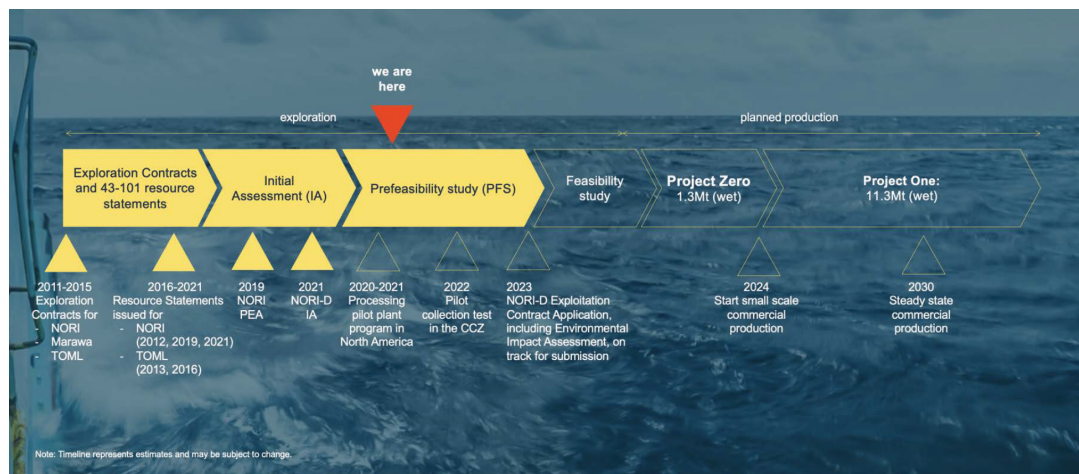 we are
here
exploration
planned production
Exploration Contracts
and 43-101 resource
statements
Initial
Assessment (IA)
Prefeasibility study (PFS)
Feasibility
study
Project Zero
1.3Mt (wet)
Project One:
11.3Mt (wet)
2011-2015
Exploration
Contracts for
- NORI
- Marawa
- TOML
2016-2021
Resource Statements
issued for
- NORI
(2012, 2019, 2021)
- TOML
(2013, 2016)
2019
NORI
PEA
2021
NORI-D
IA
2020-2021
Processing
pilot plant
program in
North America
2022
Pilot
collection test
in the CCZ
2023
NORI-D Exploitation
Contract Application,
including Environmental
Impact Assessment, on
track for submission
2024
Start small scale
commercial
production
2030
Steady state
commercial
production
Note: Timeline represents estimates and may be subject to change.